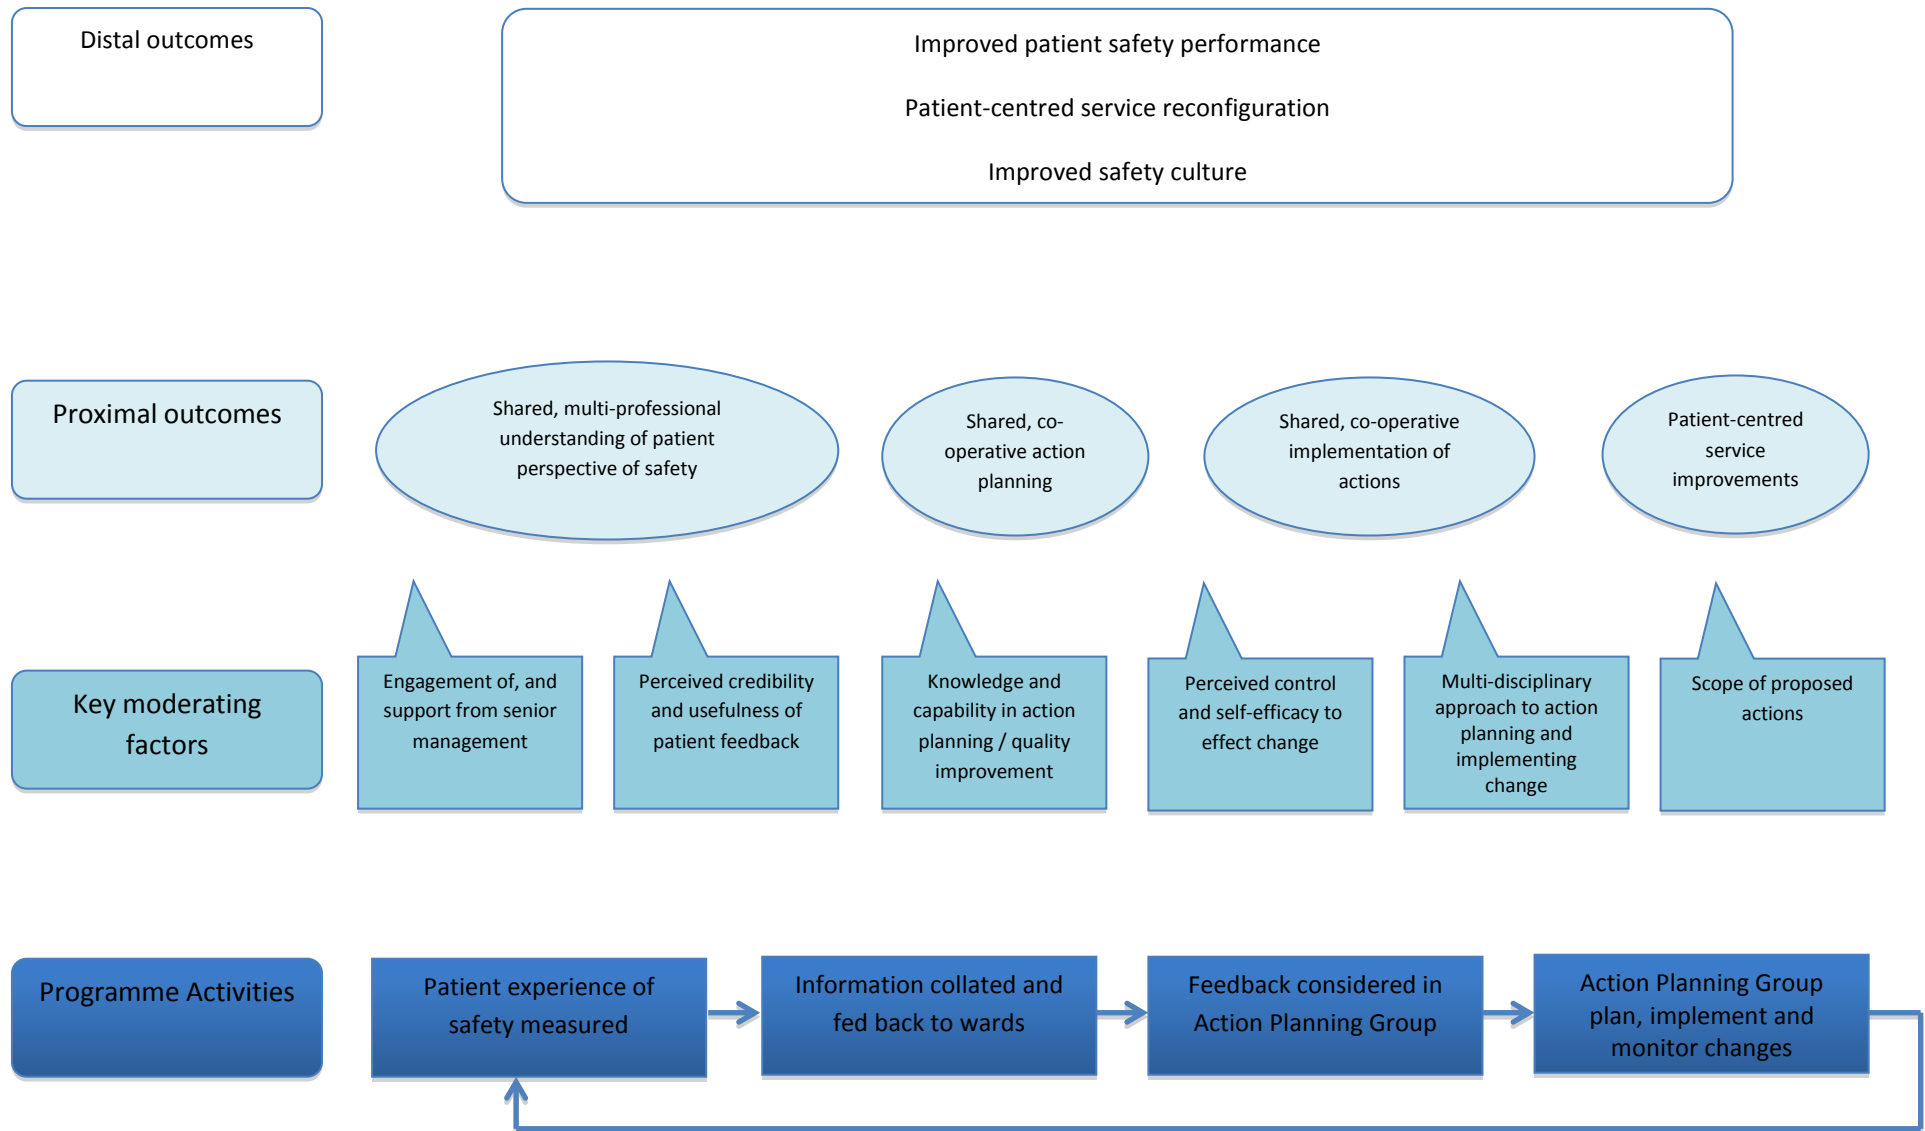 Distal outcomes
Improved patient safety performance
Patient-centred service reconfiguration
Improved safety culture
Proximal outcomes
Shared, multi-professional
understanding of patient
perspective of safety
Shared, co-
operative action
planning
Shared, co-operative
implementation of
actions
Patient-centred
service
improvements
Key moderating
factors
Engagement of, and
support from senior
management
Perceived credibility
and usefulness of
patient feedback
Knowledge and
capability in action
planning / quality
improvement
Perceived control
and self-efficacy to
effect change
Multi-disciplinary
approach to action
planning and
implementing
change
Scope of proposed
actions
Programme Activities
Patient experience of
safety measured
Information collated and
fed back to wards
Feedback considered in
Action Planning Group
Action Planning Group
plan, implement and
monitor changes